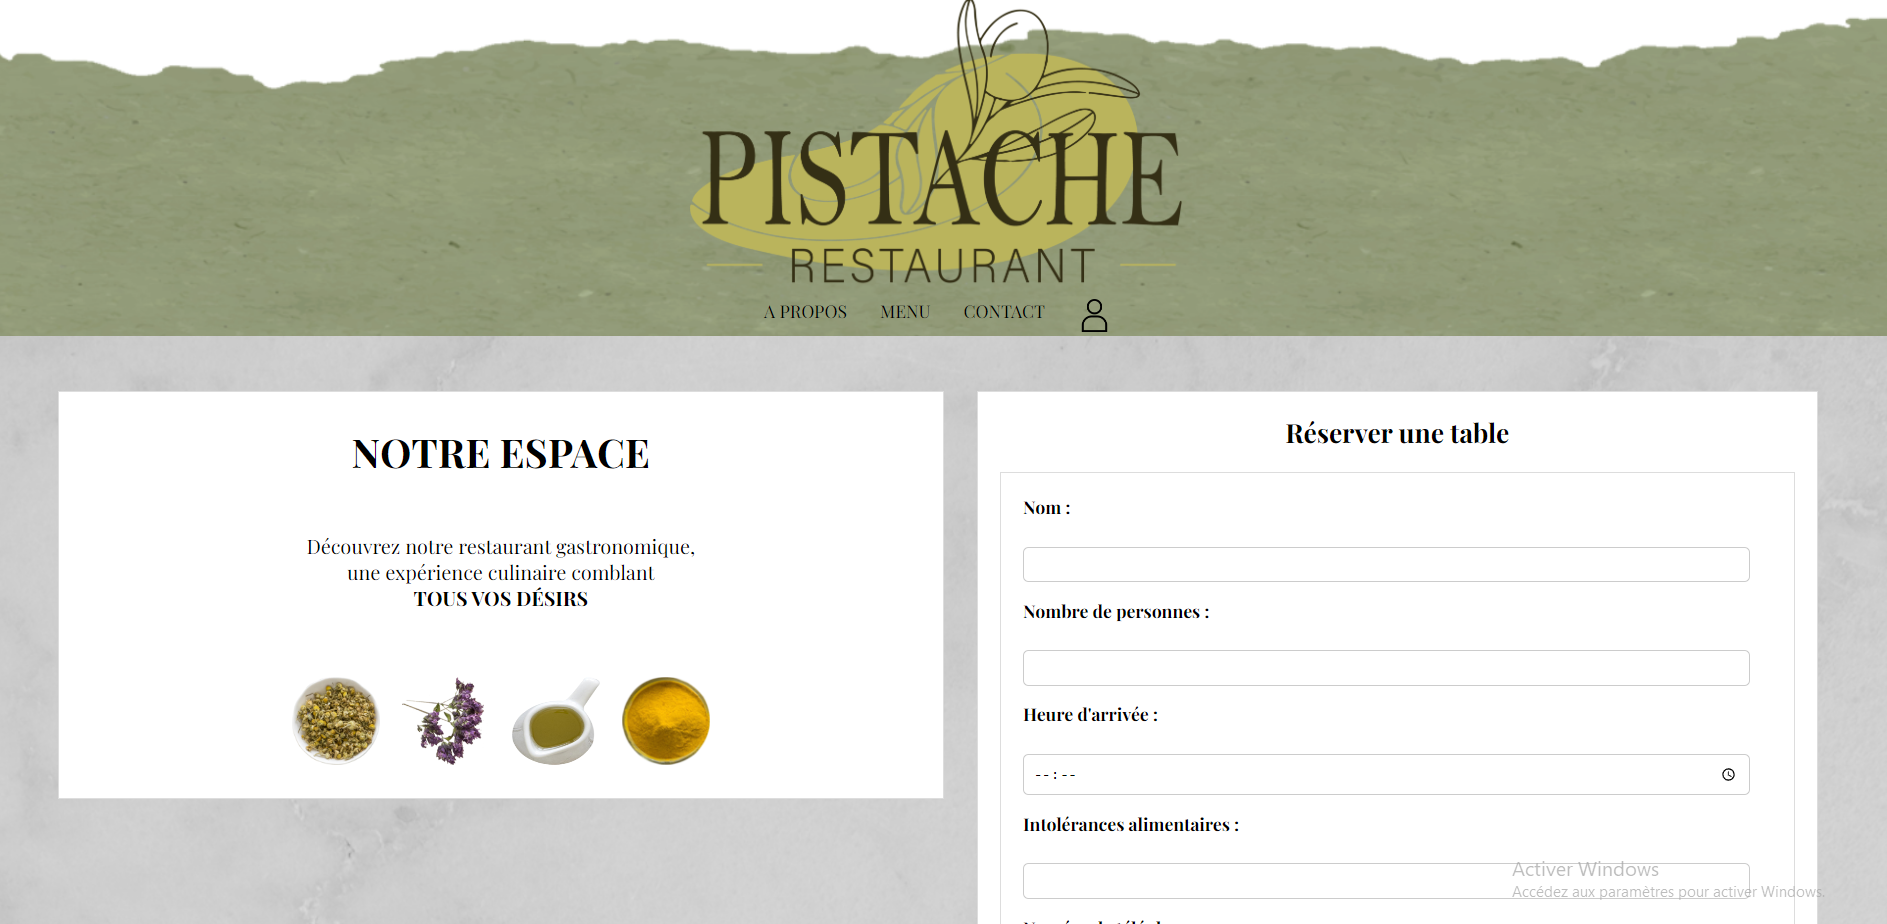 PISTACHE
RESTAURANT
A PROPOS MENU CONTACT
NOTRE ESPACE
Découvrez notre restaurant gastronomique,
une expérience culinaire comblant
TOUS VOS DÉSIRS
Réserver une table
Nom :
Nombre de personnes :
Heure d'arrivée :
--:--
Intolérances alimentaires :
Activer Windows
Accédez aux paramètres pour activer Windows.